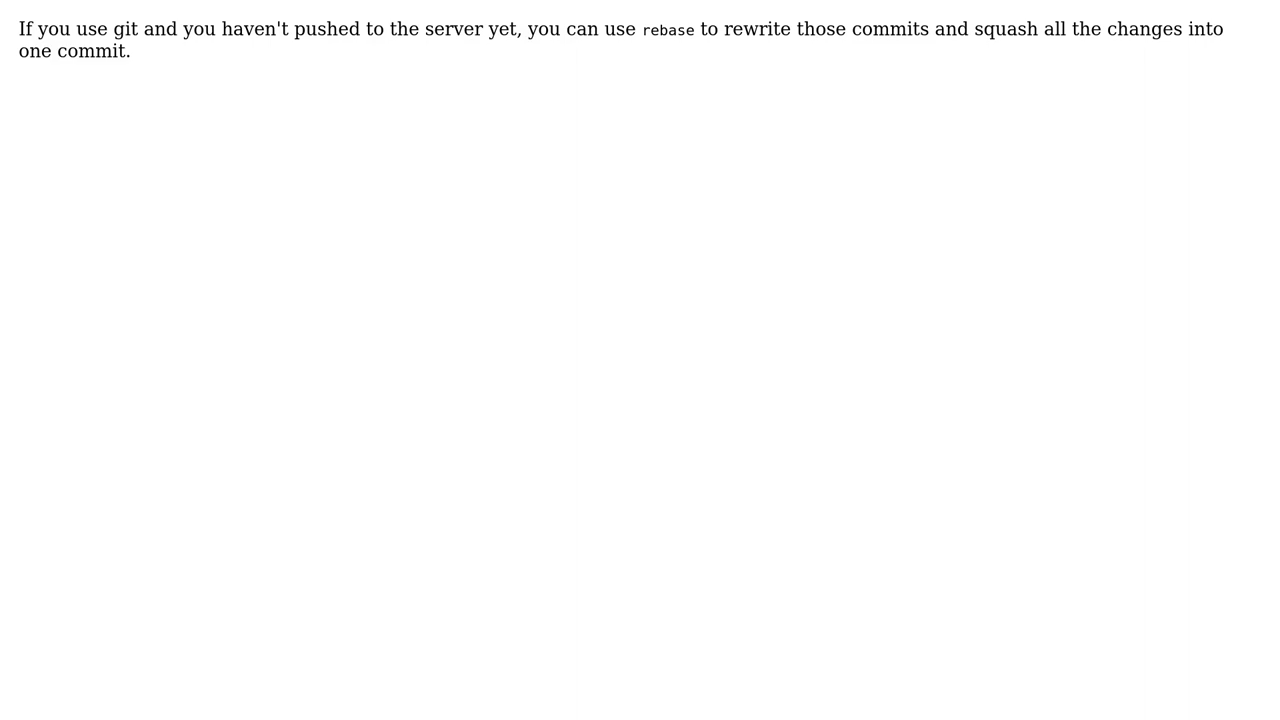 If you use git and you haven't pushed to the server yet, you can use rebase to rewrite those commits and squash all the changes into
one commit.